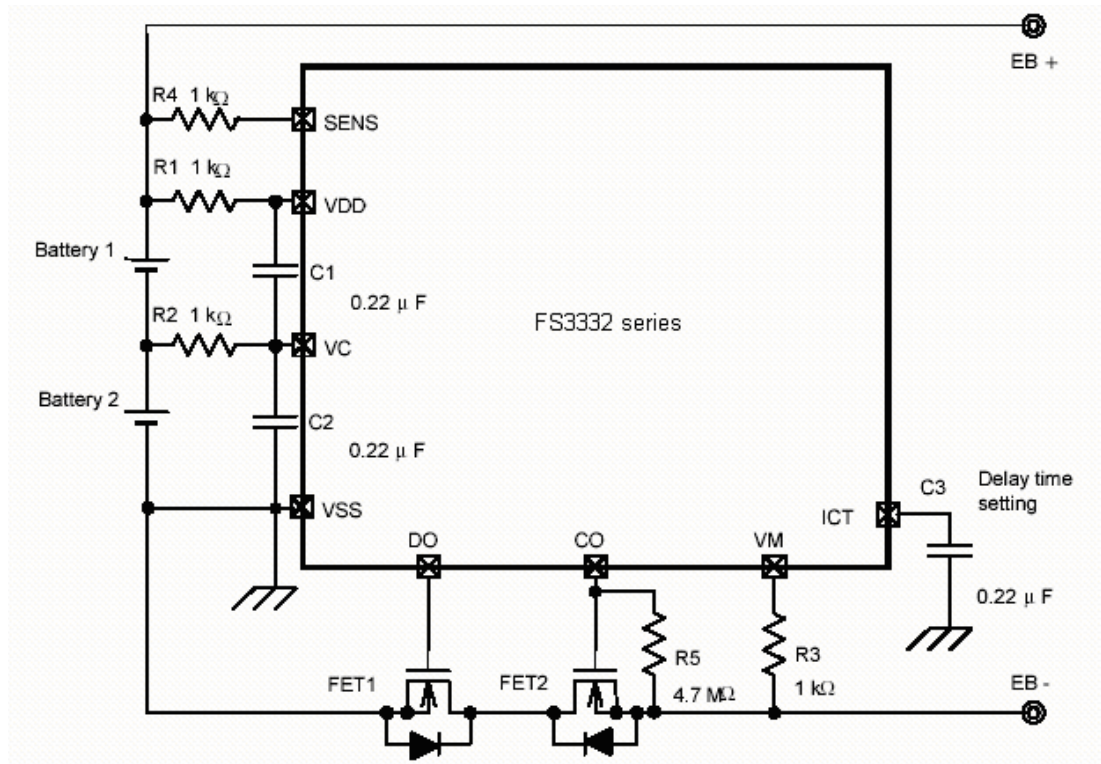 EB +
R4 1 kΩ
SENS
R1 1 kΩ
VDD
Battery 1
C1
0.22 μ F
R2 1 kΩ
FS3332 series
VC
Battery 2
C2
0.22 μ F
VSS
C3
Delay time
setting
ICT
DO
CO
VM
0.22 μ F
FET1
FET2
R5
4.7 MΩ
R3
1 kΩ
EB -